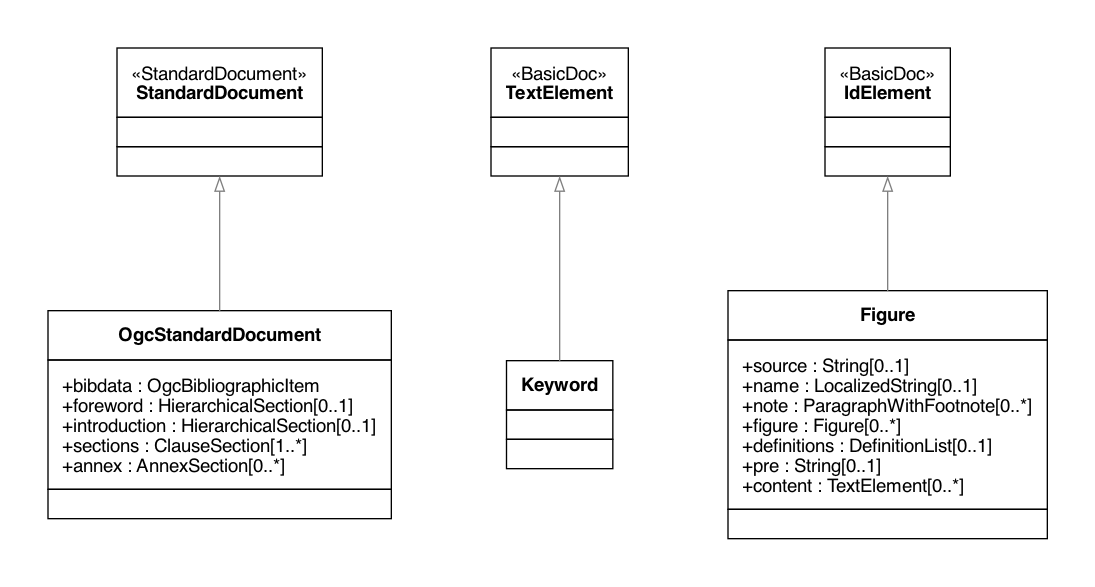 «StandardDocument»
StandardDocument
«BasicDoc»
TextElement
«BasicDoc»
IdElement
OgcStandardDocument
+bibdata : OgcBibliographicItem
+foreword : HierarchicalSection[0..1]
+introduction : HierarchicalSection[0..1]
+sections : ClauseSection[1..*]
+annex : AnnexSection[0..*]
Keyword
Figure
+source : String[0..1]
+name : LocalizedString[0..1]
+note : ParagraphWithFootnote[0..*]
+figure : Figure[0..*]
+definitions : DefinitionList[0..1]
+pre : String[0..1]
+content : TextElement[0..*]